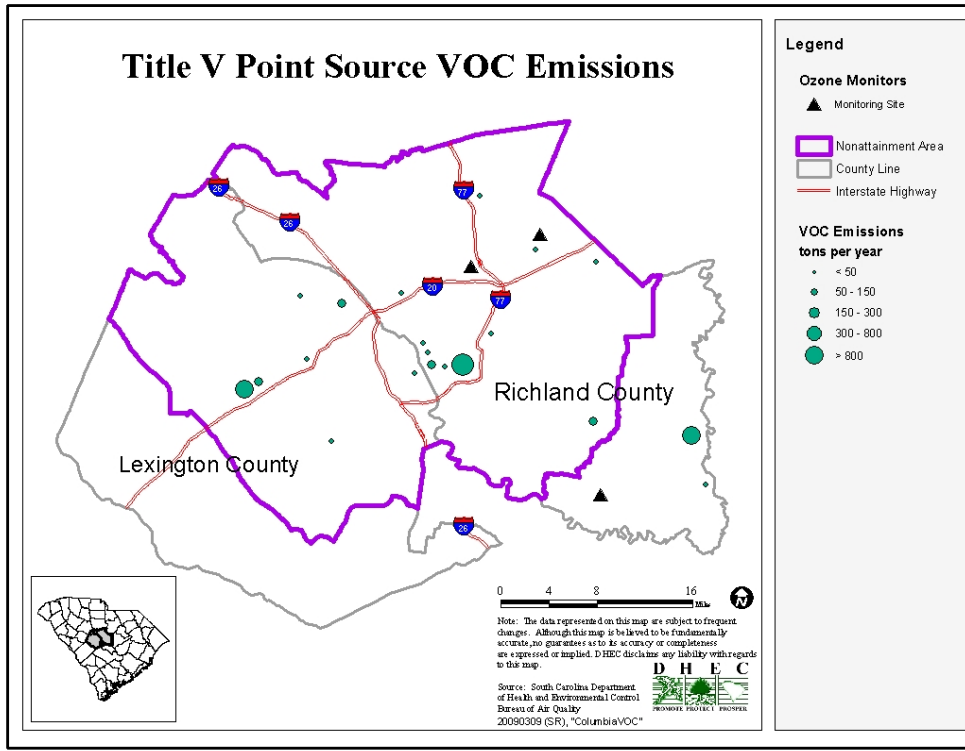 Title V Point Source VOC Emissions
26
26
77
20
77
Richland County
Lexington County
26
0 4 8 16
Miles
N
Note: The data represented on this map are subject to frequent
changes. Although this map is believed to be fundamentally
accurate, no guarantees as to its accuracy or completeness
are expressed or implied. DHEC disclaims any liability with regards
to this map.
D H E C
PROMOTE PROTECT PROSPER
Source: South Carolina Department
of Health and Environmental Control
Bureau of Air Quality
20090309 (SR), "ColumbiaVOC"
Legend
Ozone Monitors
Monitoring Site
Nonattainment Area
County Line
Interstate Highway
VOC Emissions
tons per year
< 50
50 - 150
150 - 300
300 - 800
> 800